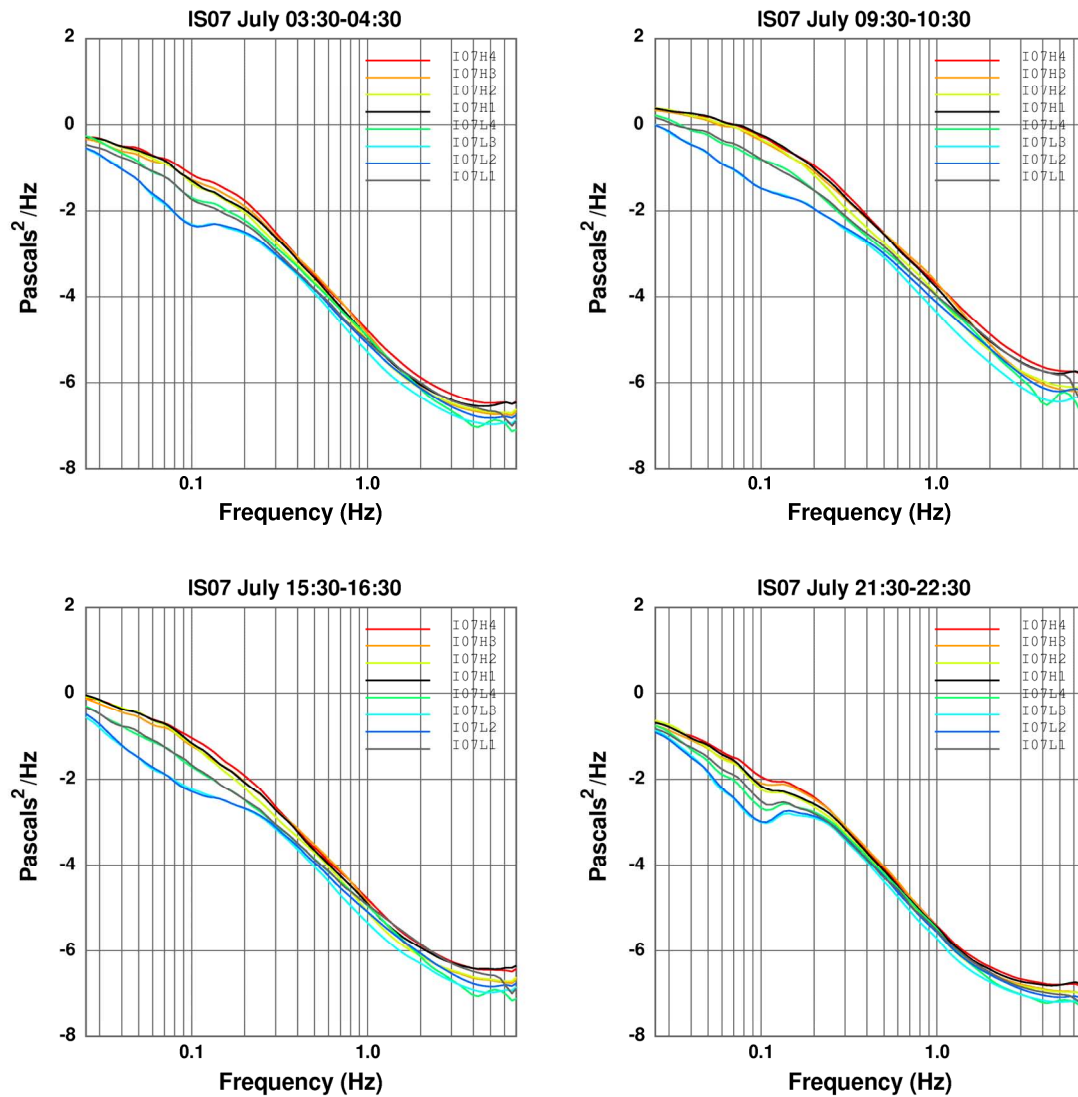 IS07 July 03:30-04:30
2
0
-2
-4
-6
-8
Pascals²/Hz
I07H4
I07H3
I07H2
I07H1
I07L4
I07L3
I07L2
I07L1
0.1 1.0
Frequency (Hz)
IS07 July 09:30-10:30
2
0
-2
-4
-6
-8
Pascals²/Hz
I07H4
I07H3
I07H2
I07H1
I07L4
I07L3
I07L2
I07L1
0.1 1.0
Frequency (Hz)
IS07 July 15:30-16:30
2
0
-2
-4
-6
-8
Pascals²/Hz
I07H4
I07H3
I07H2
I07H1
I07L4
I07L3
I07L2
I07L1
0.1 1.0
Frequency (Hz)
IS07 July 21:30-22:30
2
0
-2
-4
-6
-8
Pascals²/Hz
I07H4
I07H3
I07H2
I07H1
I07L4
I07L3
I07L2
I07L1
0.1 1.0
Frequency (Hz)